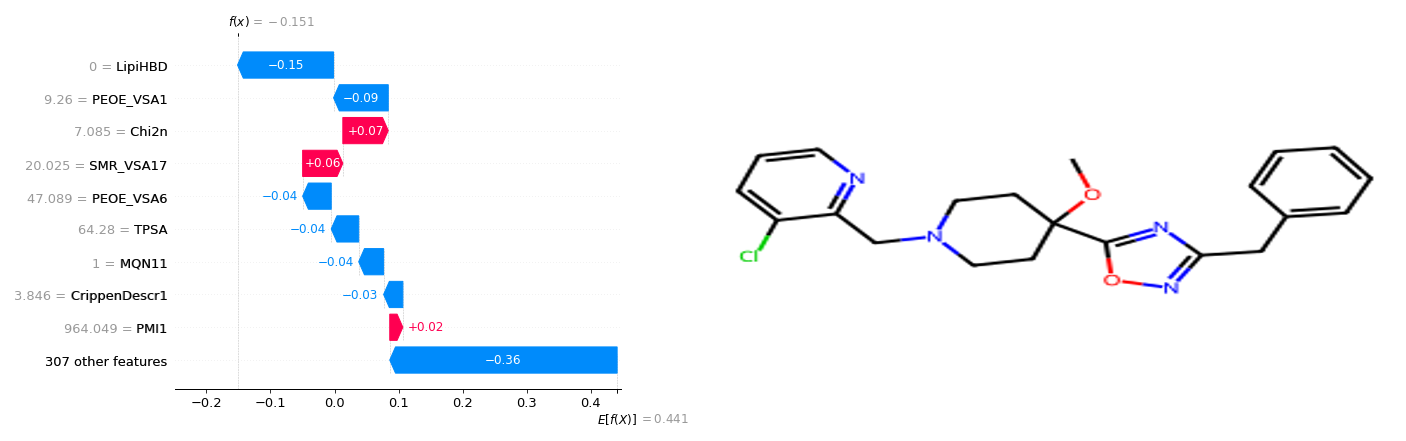 f(x) = −0.151
0 = LipiHBD
−0.15
9.26 = PEOE_VSA1
−0.09
7.085 = Chi2n
+0.07
20.025 = SMR_VSA17
+0.06
47.089 = PEOE_VSA6
−0.04
64.28 = TPSA
−0.04
1 = MQN11
−0.04
3.846 = CrippenDescr1
−0.03
964.049 = PMI1
+0.02
307 other features
−0.36
−0.2 −0.1 0.0 0.1 0.2 0.3 0.4
E[f(X)] = 0.441
N
Cl
N
O
N
O
N